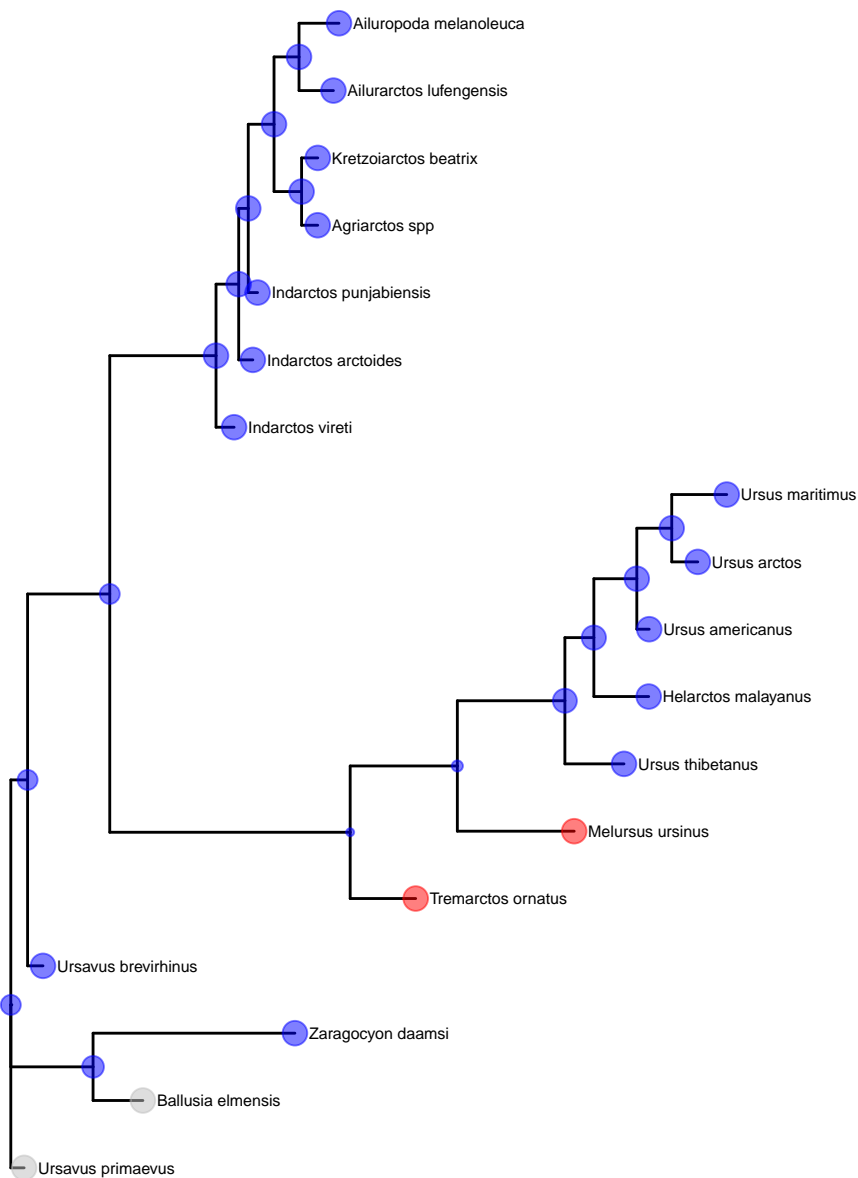 Ailuropoda melanoleuca
Ailurarctos lufengensis
Kretzoiarctos beatrix
Agriarctos spp
Indarctos punjabiensis
Indarctos arctoides
Indarctos vireti
Ursus maritimus
Ursus arctos
Ursus americanus
Helarctos malayanus
Ursus thibetanus
Melursus ursinus
Tremarctos ornatus
Ursavus brevirhinus
Zaragocyon daamsi
Ballusia elmensis
Ursavus primaevus